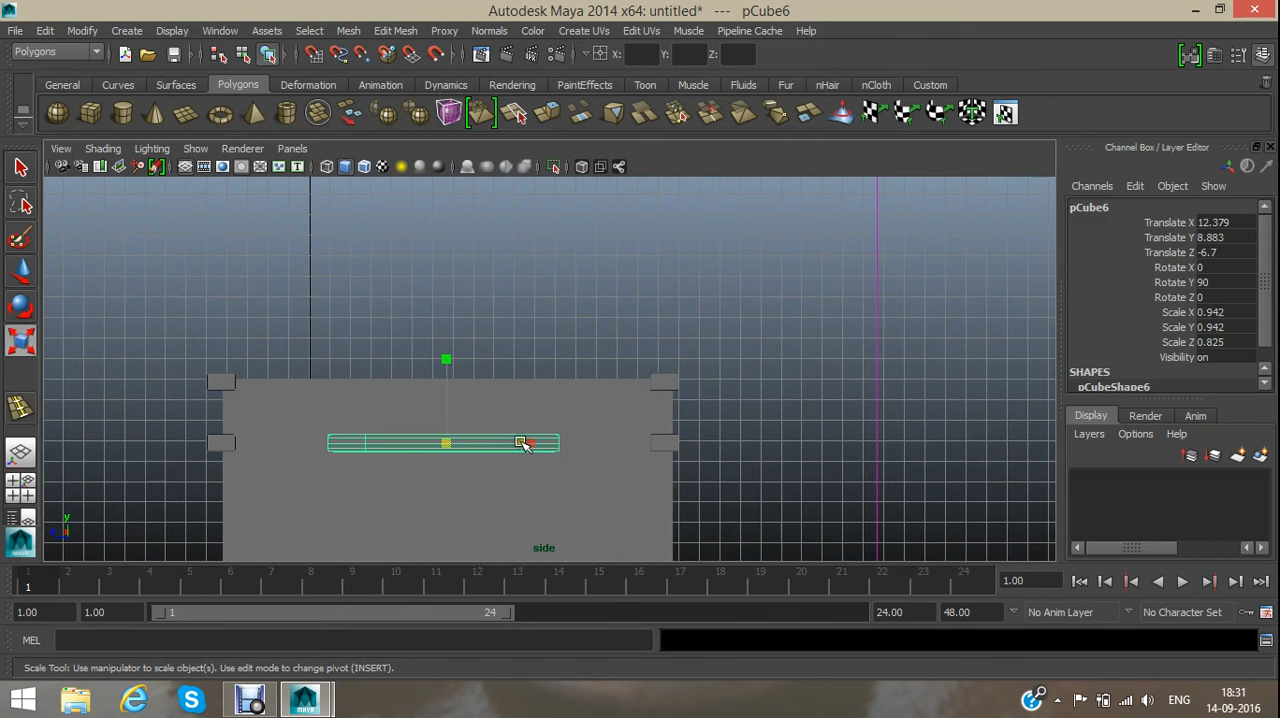 Autodesk Maya 2014 x64: untitled* --- pCube6
File Edit Modify Create Display Window Assets Select Mesh Edit Mesh Proxy Normals Color Create UVs Edit UVs Muscle Pipeline Cache Help
Polygons X: Y: Z:
General Curves Surfaces Polygons Deformation Animation Dynamics Rendering PaintEffects Toon Muscle Fluids Fur nHair nCloth Custom
View Shading Lighting Show Renderer Panels
Channel Box / Layer Editor
Channels Edit Object Show
pCube6
Translate X 12.379
Translate Y 8.883
Translate Z -6.7
Rotate X 0
Rotate Y 90
Rotate Z 0
Scale X 0.942
Scale Y 0.942
Scale Z 0.825
Visibility on
SHAPES
pCubeShape6
Display Render Anim
Layers Options Help
y
side
1 2 3 4 5 6 7 8 9 10 11 12 13 14 15 16 17 18 19 20 21 22 23 24
1 1.00
1.00 1.00 1 24 24.00 48.00 No Anim Layer No Character Set
MEL
Scale Tool: Use manipulator to scale object(s). Use edit mode to change pivot (INSERT).
ENG 18:31
14-09-2016